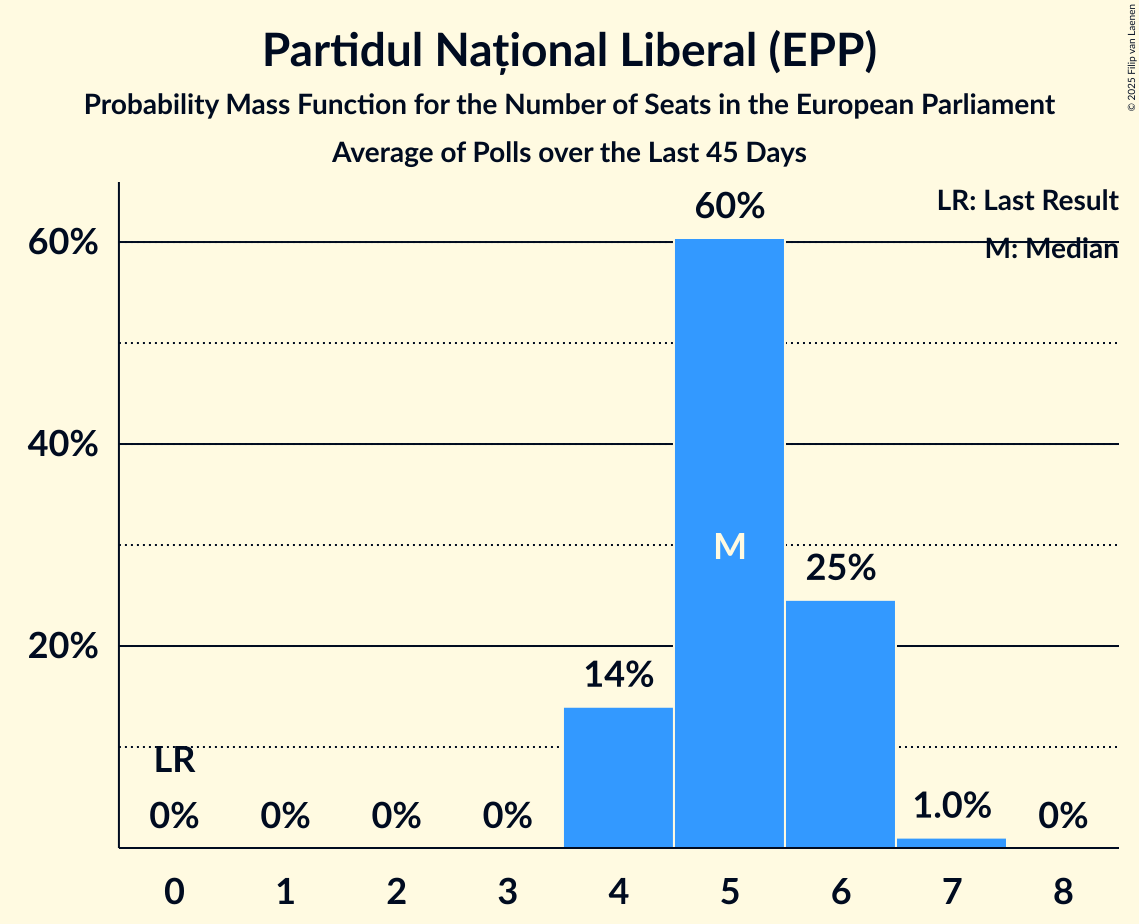 Partidul Național Liberal (EPP)
Probability Mass Function for the Number of Seats in the European Parliament
Average of Polls over the Last 45 Days
© 2025 Filip van Laenen
LR: Last Result
M: Median
60%
40%
20%
60%
M
25%
14%
LR
0%
0%
0%
0%
1.0%
0%
0 1 2 3 4 5 6 7 8